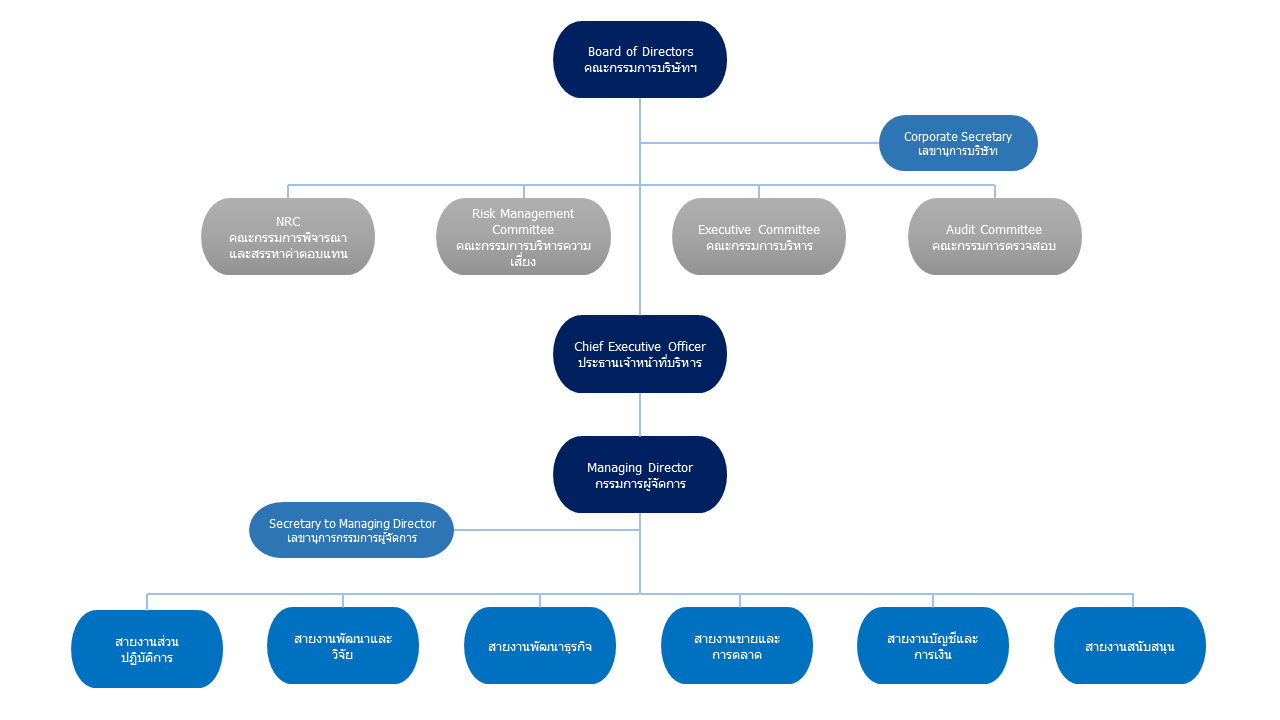 Board of Directors
คณะกรรมการบริษัทฯ
Corporate Secretary
เลขานุการบริษัท
NRC
คณะกรรมการพิจารณา
และสรรหาค่าตอบแทน
Risk Management
Committee
คณะกรรมการบริหารความ
เสี่ยง
Executive Committee
คณะกรรมการบริหาร
Audit Committee
คณะกรรมการตรวจสอบ
Chief Executive Officer
ประธานเจ้าหน้าที่บริหาร
Managing Director
กรรมการผู้จัดการ
Secretary to Managing Director
เลขานุการกรรมการผู้จัดการ
สายงานส่วน
ปฏิบัติการ
สายงานพัฒนาและ
วิจัย
สายงานพัฒนาธุรกิจ
สายงานขายและ
การตลาด
สายงานบัญชีและ
การเงิน
สายงานสนับสนุน